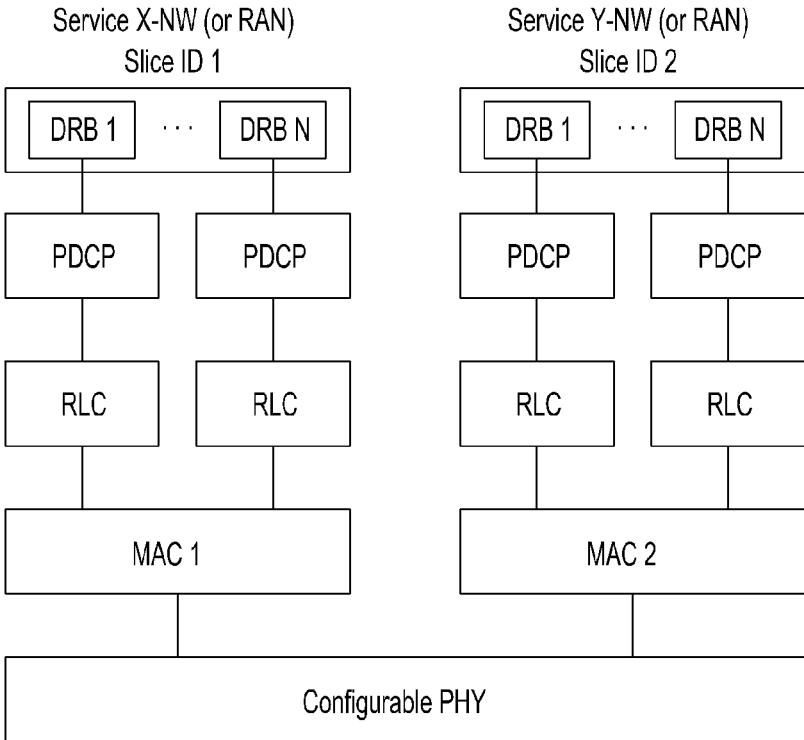 Service X-NW (or RAN)
Slice ID 1
DRB 1 ... DRB N
PDCP PDCP
RLC RLC
MAC 1
Service Y-NW (or RAN)
Slice ID 2
DRB 1 ... DRB N
PDCP PDCP
RLC RLC
MAC 2
Configurable PHY